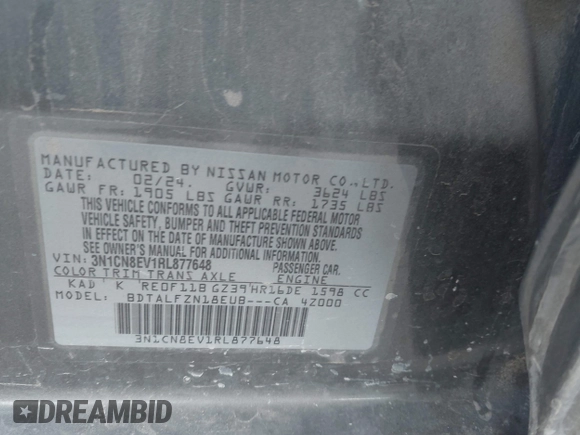 MANUFACTURED BY NISSAN MOTOR CO.,LTD.
DATE: 02/24. GVWR: 3624 LBS
GAWR FR: 1905 LBS GAWR RR: 1735 LBS
THIS VEHICLE CONFORMS TO ALL APPLICABLE FEDERAL MOTOR
VEHICLE SAFETY, BUMPER AND THEFT PREVENTION STANDARDS
IN EFFECT ON THE DATE OF MANUFACTURE SHOWN ABOVE.
SEE OWNER'S MANUAL FOR ADDITIONAL INFORMATION.
VIN: 3N1CN8EV1RL877648 PASSENGER CAR
COLOR TRIM TRANS AXLE ENGINE
KAD K RE0F11B GZ39 HR16DE 1598 CC
BDTALFZN18EUB---CA 4Z000
3N1CN8EV1RL877648
DREAMBID